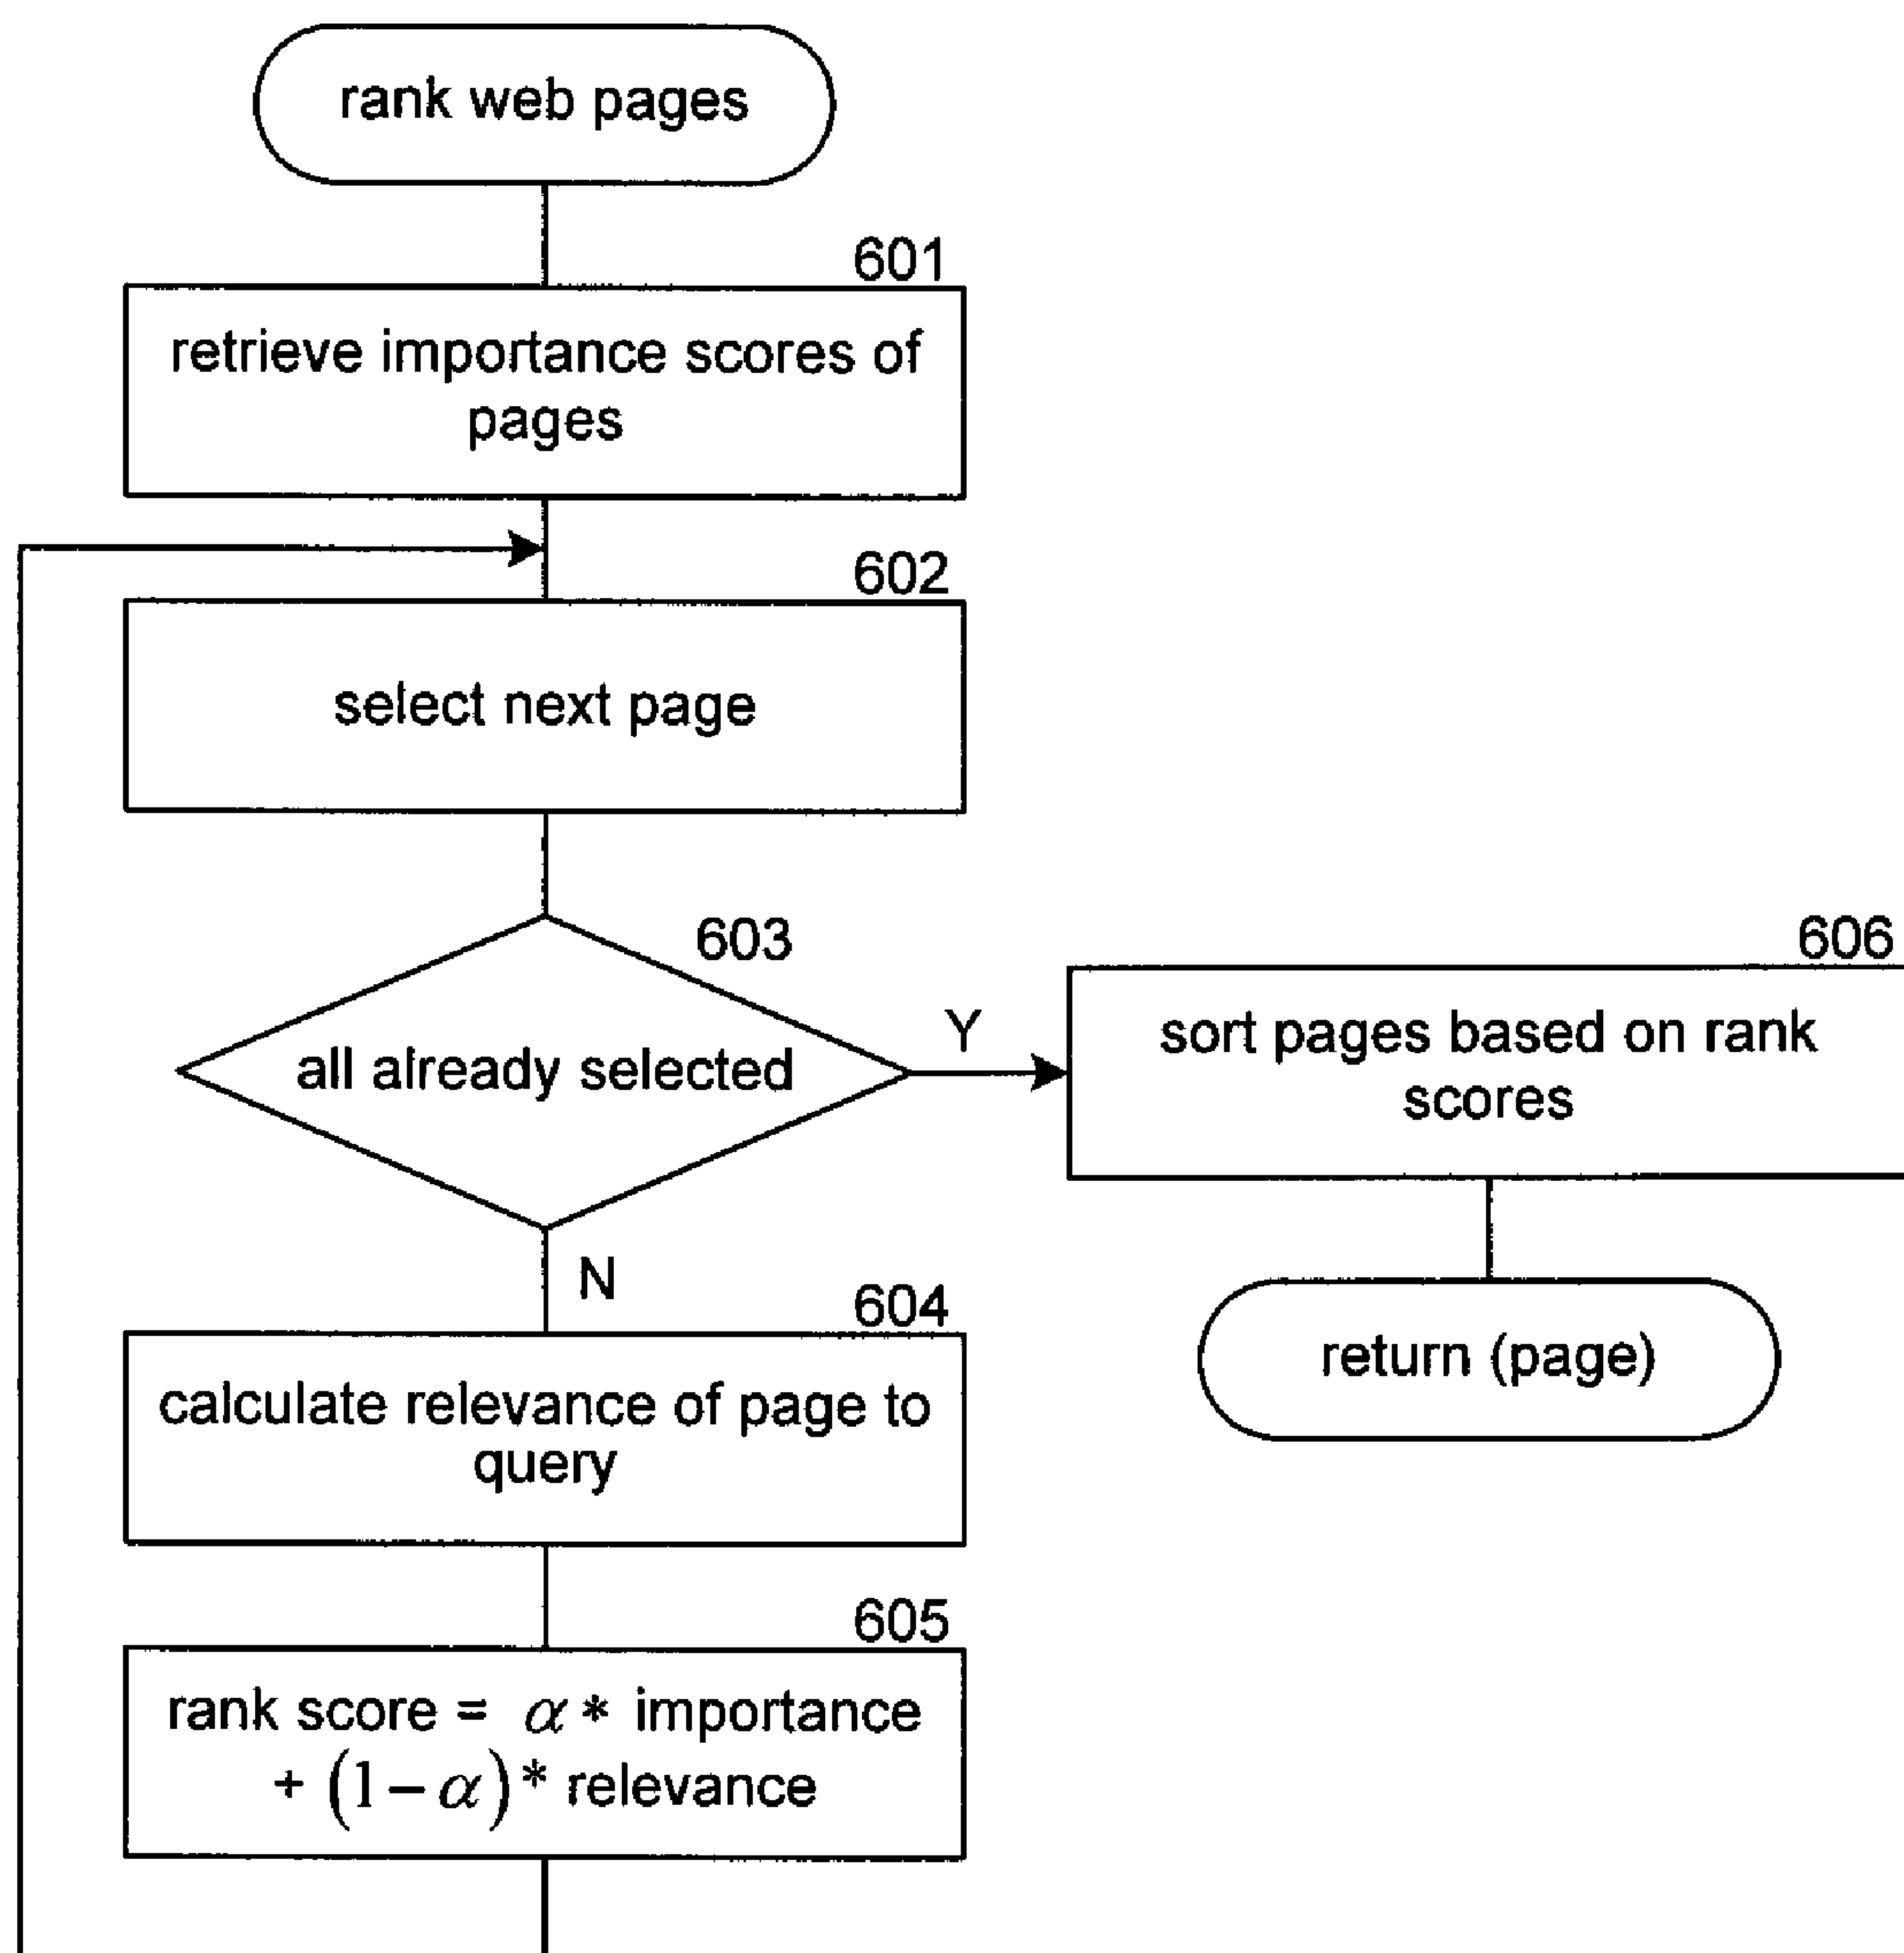 rank web pages
601
retrieve importance scores of
pages
602
select next page
603
all already selected
Y
606
sort pages based on rank
scores
return (page)
N
604
calculate relevance of page to
query
605
rank score = α * importance
+ (1 − α) * relevance